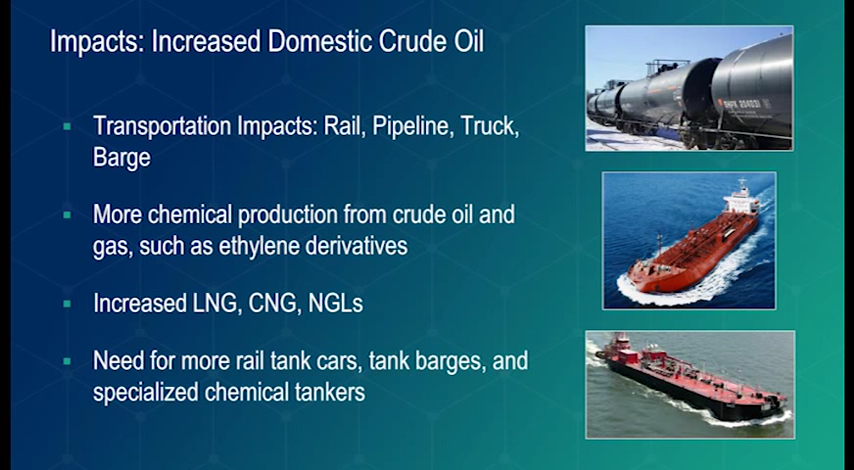 Impacts: Increased Domestic Crude Oil
Transportation Impacts: Rail, Pipeline, Truck,
Barge
More chemical production from crude oil and
gas, such as ethylene derivatives
Increased LNG, CNG, NGLs
Need for more rail tank cars, tank barges, and
specialized chemical tankers